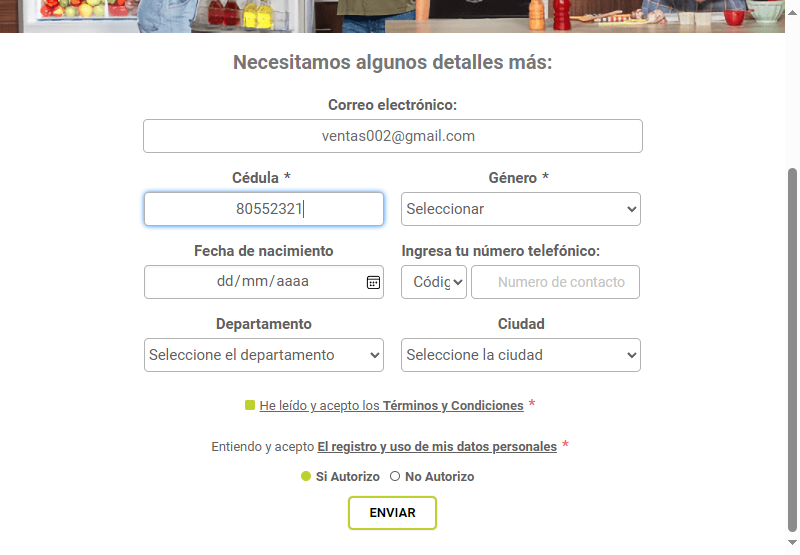 Necesitamos algunos detalles más:
Correo electrónico:
ventas002@gmail.com
Cédula *
Género *
80552321
Seleccionar
Fecha de nacimiento
Ingresa tu número telefónico:
dd/mm/aaaa
Códig
Numero de contacto
Departamento
Ciudad
Seleccione el departamento
Seleccione la ciudad
He leído y acepto los Términos y Condiciones *
Entiendo y acepto El registro y uso de mis datos personales *
Si Autorizo No Autorizo
ENVIAR